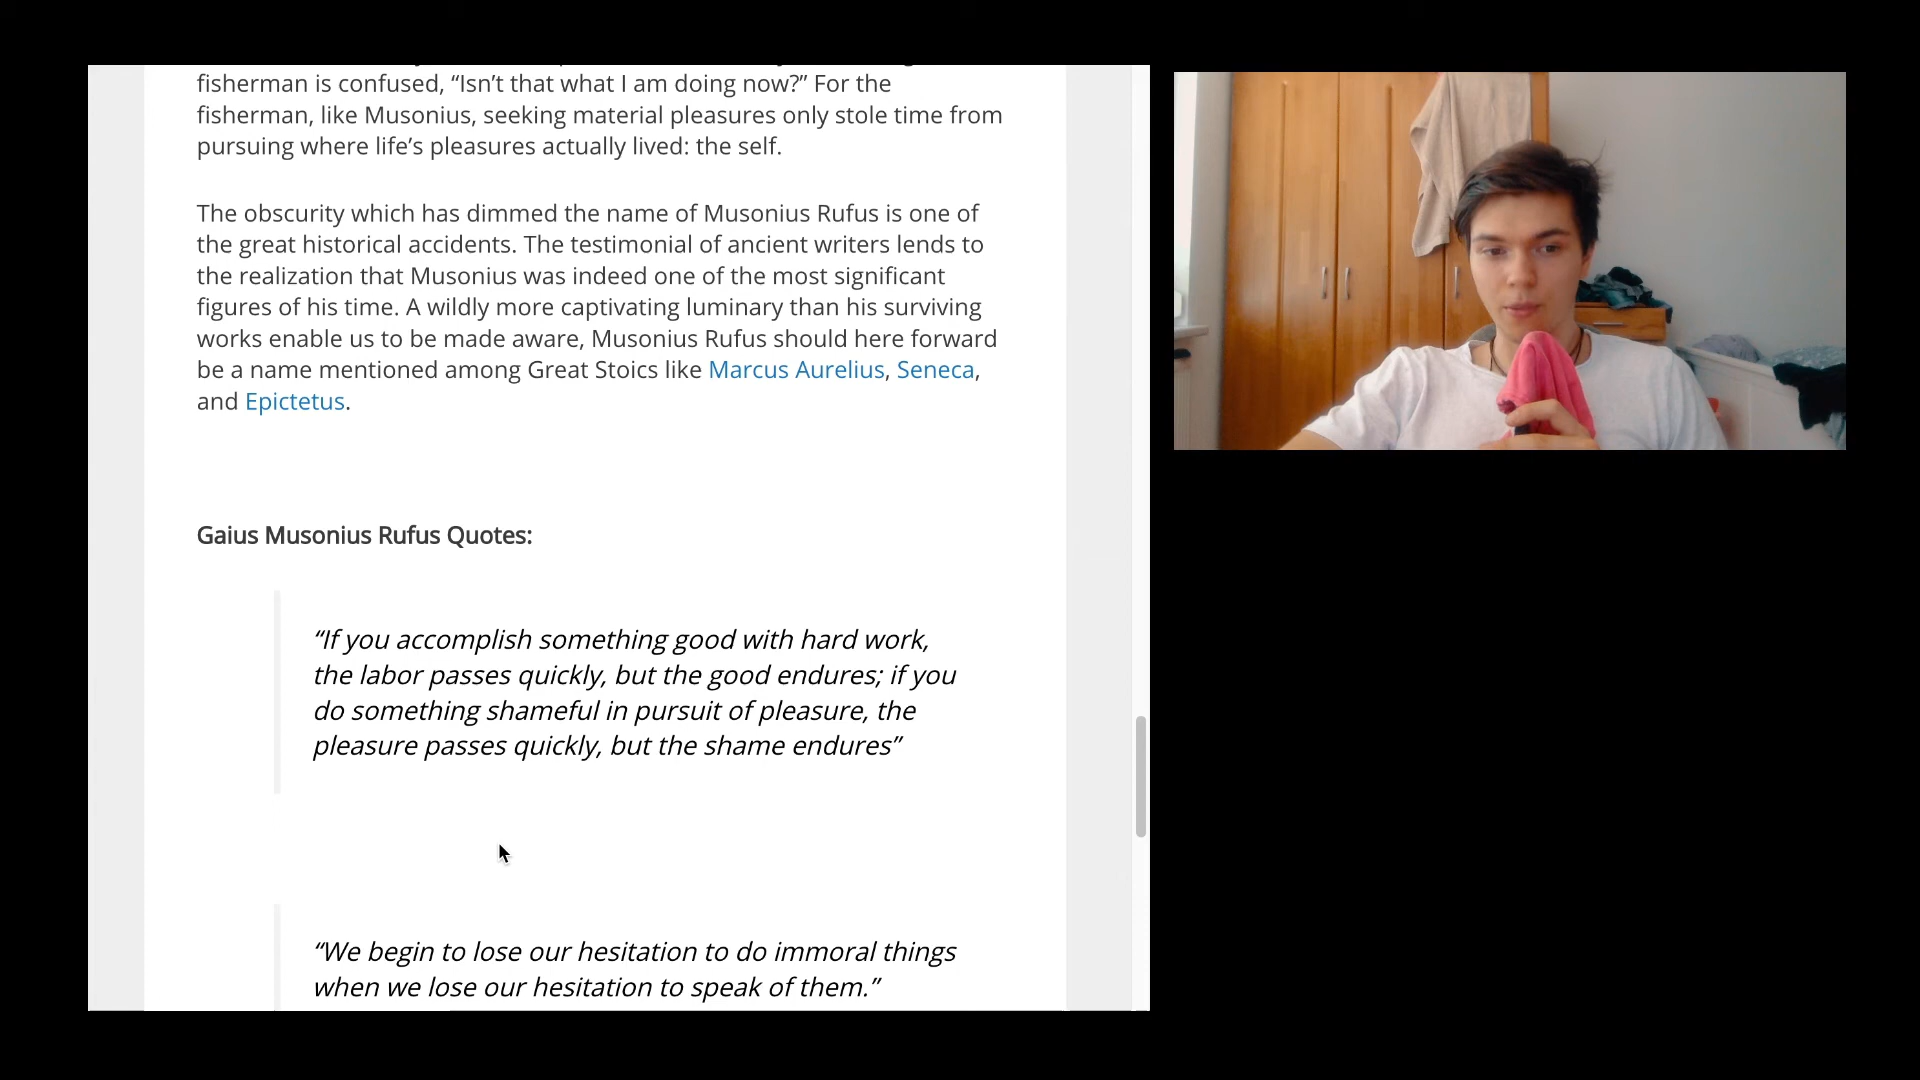 fisherman is confused, “Isn’t that what I am doing now?” For the
fisherman, like Musonius, seeking material pleasures only stole time from
pursuing where life’s pleasures actually lived: the self.
The obscurity which has dimmed the name of Musonius Rufus is one of
the great historical accidents. The testimonial of ancient writers lends to
the realization that Musonius was indeed one of the most significant
figures of his time. A wildly more captivating luminary than his surviving
works enable us to be made aware, Musonius Rufus should here forward
be a name mentioned among Great Stoics like Marcus Aurelius, Seneca,
and Epictetus.
Gaius Musonius Rufus Quotes:
“If you accomplish something good with hard work,
the labor passes quickly, but the good endures; if you
do something shameful in pursuit of pleasure, the
pleasure passes quickly, but the shame endures”
“We begin to lose our hesitation to do immoral things
when we lose our hesitation to speak of them.”